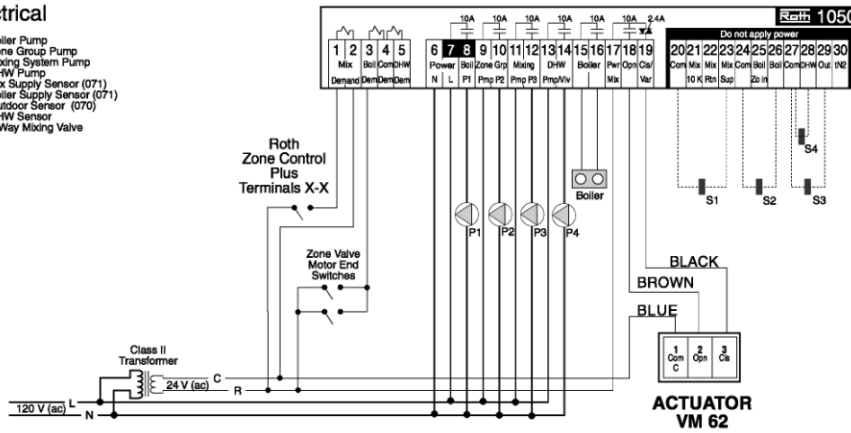 trical
iler Pump
ne Group Pump
xing System Pump
HW Pump
x Supply Sensor (071)
iler Supply Sensor (071)
utdoor Sensor (070)
HW Sensor
Way Mixing Valve
Roth 1050
10A 10A 10A 10A 10A 2.4A
Do not apply power
1 2 3 4 5 6 7 8 9 10 11 12 13 14 15 16 17 18 19 20 21 22 23 24 25 26 27 28 29 30
Mix Boil Com DHW Power Boil Zone Grp Mixing DHW Boiler Pwr Opn Cls/ Com Mix Mix Mix Com Boil Boil Com DHW Out tN2
Demand Dem Dem Dem N L P1 Pmp P2 Pmp P3 Pmp/Vlv Mix Var 10 K Rtn Sup Zo In
Roth
Zone Control
Plus
Terminals X-X
S4
Boiler
S1 S2 S3
P1 P2 P3 P4
Zone Valve
Motor End
Switches
BLACK
BROWN
BLUE
1 2 3
Com Opn Cls
C
Class II
Transformer
C
24 V (ac)
R
120 V (ac) L
N
ACTUATOR
VM 62